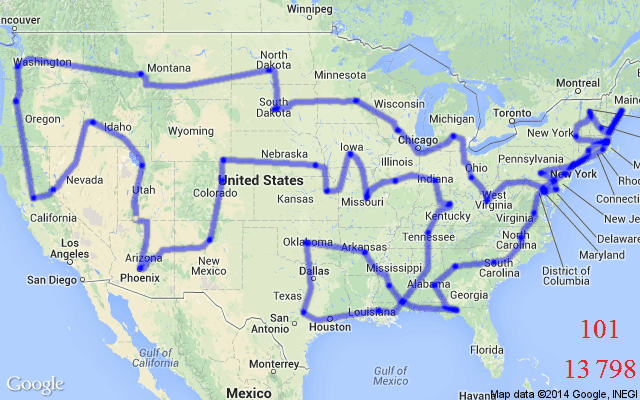 Winnipeg
Vancouver
Washington
Montana
North
Dakota
Minnesota
Montreal
Maine
South
Dakota
Wisconsin
Michigan
Toronto
Oregon
Idaho
Wyoming
New York
Chicago
Iowa
Nebraska
Illinois
Ohio
Pennsylvania
New York
Nevada
Utah
Colorado
United States
Indiana
West
Virginia
Kansas
Missouri
Kentucky
Virginia
California
Los
Angeles
Arizona
Phoenix
New
Mexico
Oklahoma
Arkansas
Tennessee
North
Carolina
South
Carolina
San Diego
Dallas
Mississippi
Alabama
Georgia
District of
Columbia
Maryland
Delaware
New Jersey
Texas
San
Antonio
Houston
Louisiana
Florida
101
13 798
Gulf of
California
Monterrey
Gulf of
Mexico
Mexico
Havana
Google
Map data ©2014 Google, INEGI